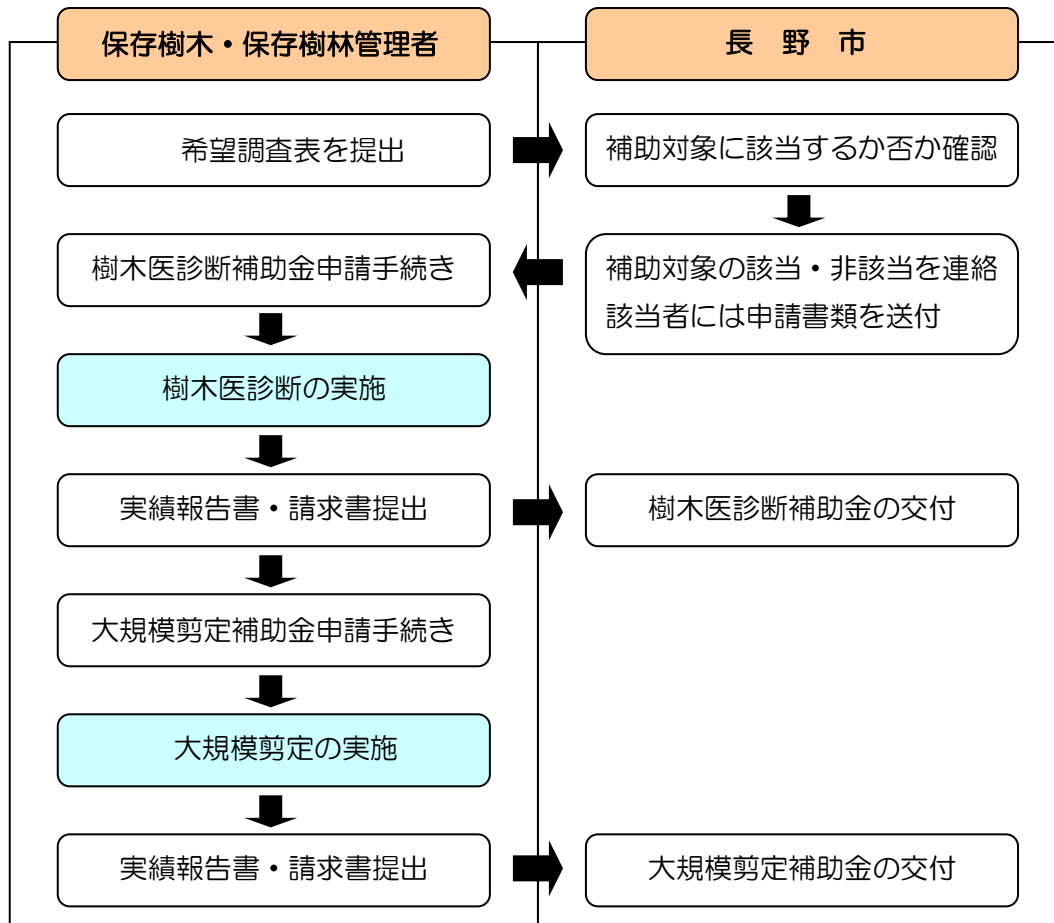 保存樹木・保存樹林管理者
長　野　市
希望調査表を提出
補助対象に該当するか否か確認
樹木医診断補助金申請手続き
補助対象の該当・非該当を連絡
該当者には申請書類を送付
樹木医診断の実施
実績報告書・請求書提出
樹木医診断補助金の交付
大規模剪定補助金申請手続き
大規模剪定の実施
実績報告書・請求書提出
大規模剪定補助金の交付